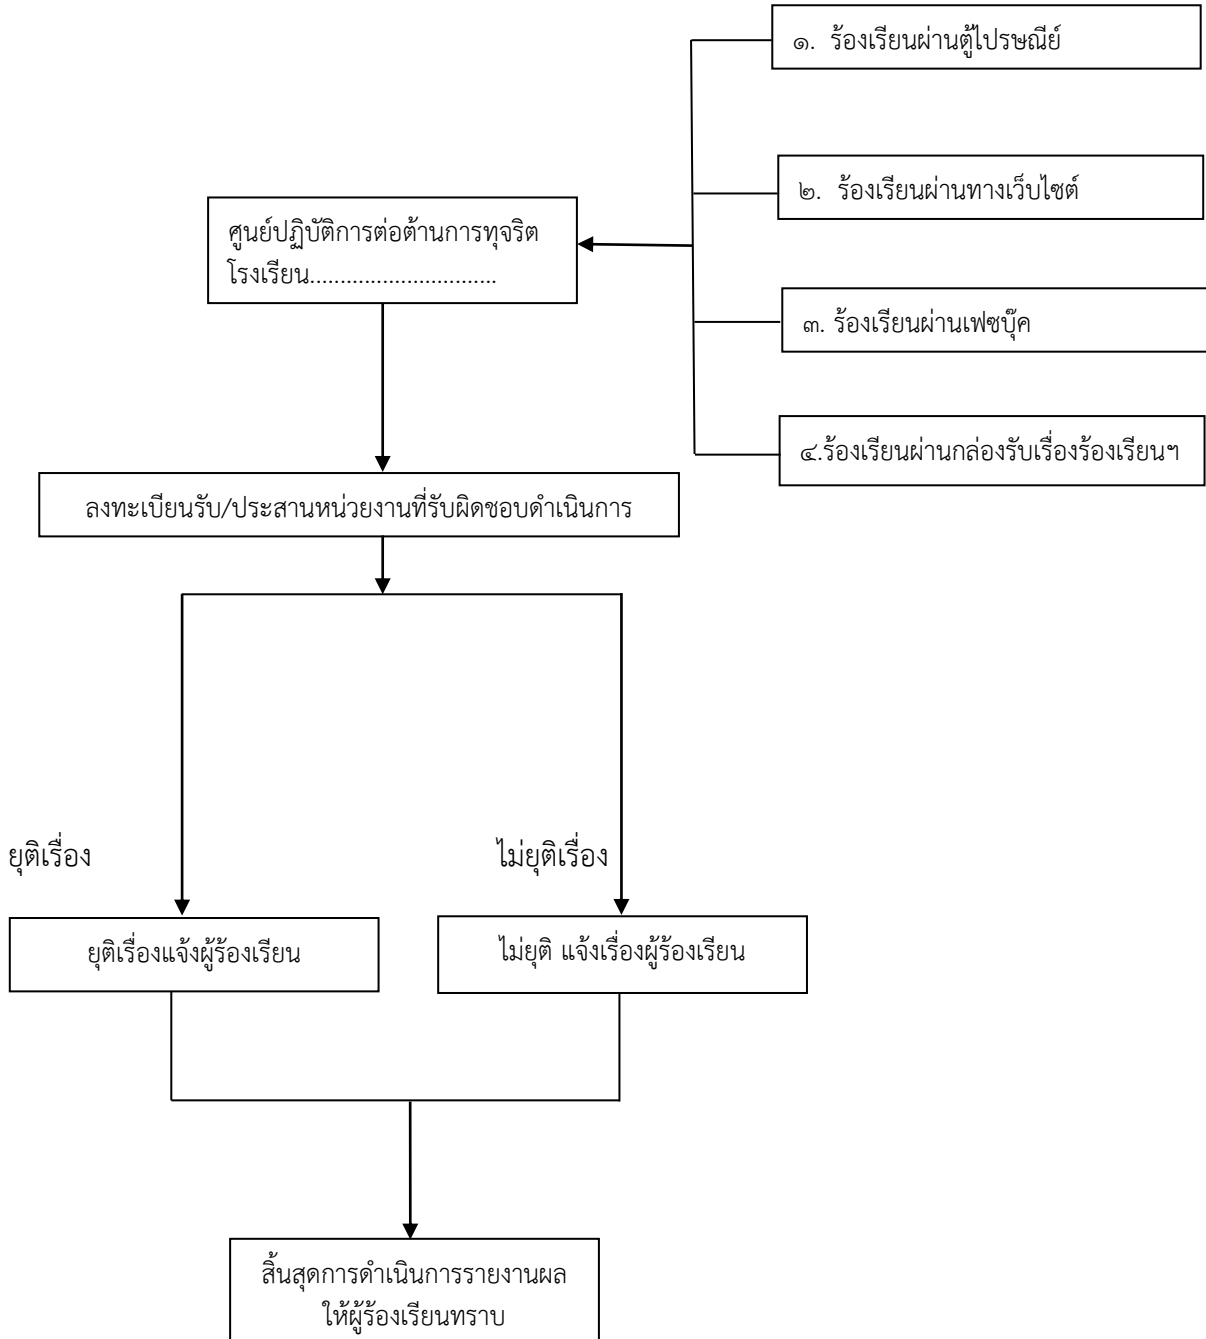 ๑. ร้องเรียนผ่านตู้ไปรษณีย์
๒. ร้องเรียนผ่านทางเว็บไซต์
ศูนย์ปฏิบัติการต่อต้านการทุจริต
โรงเรียน..............................
๓. ร้องเรียนผ่านเฟซบุ๊ค
๔.ร้องเรียนผ่านกล่องรับเรื่องร้องเรียนฯ
ลงทะเบียนรับ/ประสานหน่วยงานที่รับผิดชอบดำเนินการ
ยุติเรื่อง
ไม่ยุติเรื่อง
ยุติเรื่องแจ้งผู้ร้องเรียน
ไม่ยุติ แจ้งเรื่องผู้ร้องเรียน
สิ้นสุดการดำเนินการรายงานผล
ให้ผู้ร้องเรียนทราบ